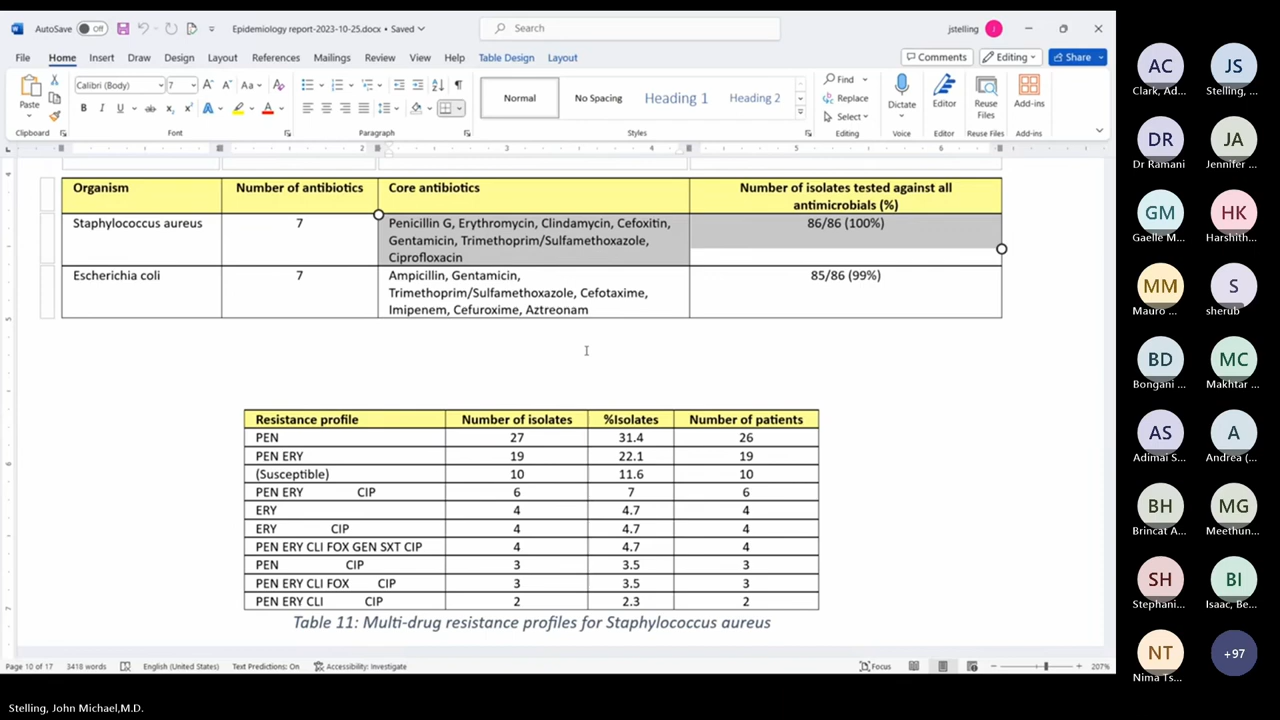 AutoSave Off
Epidemiology report-2023-10-25.docx • Saved
Search
jstelling
File Home Insert Draw Design Layout References Mailings Review View Help Table Design Layout
Comments Editing Share
Paste
Calibri (Body) 7
Normal No Spacing Heading 1 Heading 2
Find
Replace
Select
Dictate
Editor
Reuse Files
Add-ins
Clipboard Font Paragraph Styles Editing Voice Editor Reuse Files Add-ins
2 3 4 5 6 7
Organism Number of antibiotics Core antibiotics Number of isolates tested against all
antimicrobials (%)
Staphylococcus aureus 7 Penicillin G, Erythromycin, Clindamycin, Cefoxitin, 86/86 (100%)
Gentamicin, Trimethoprim/Sulfamethoxazole,
Ciprofloxacin
Escherichia coli 7 Ampicillin, Gentamicin, 85/86 (99%)
Trimethoprim/Sulfamethoxazole, Cefotaxime,
Imipenem, Cefuroxime, Aztreonam
Resistance profile Number of isolates %Isolates Number of patients
PEN 27 31.4 26
PEN ERY 19 22.1 19
(Susceptible) 10 11.6 10
PEN ERY CIP 6 7 6
ERY 4 4.7 4
ERY CIP 4 4.7 4
PEN ERY CLI FOX GEN SXT CIP 4 4.7 4
PEN CIP 3 3.5 3
PEN ERY CLI FOX CIP 3 3.5 3
PEN ERY CLI CIP 2 2.3 2
Table 11: Multi-drug resistance profiles for Staphylococcus aureus
Page 10 of 17 3418 words English (United States) Text Predictions: On Accessibility: Investigate Focus 207%
AC JS
Clark, Ad... Stelling, ...
DR JA
Dr Ramani Jennifer ...
GM HK
Gaelle M... Harshith...
MM S
Mauro ... sherub
BD MC
Bongani ... Makhtar ...
AS A
Adimai S... Andrea (...
BH MG
Brincat A... Meethun...
SH BI
Stephani... Isaac, Be...
NT +97
Nima Ts...
Stelling, John Michael,M.D.